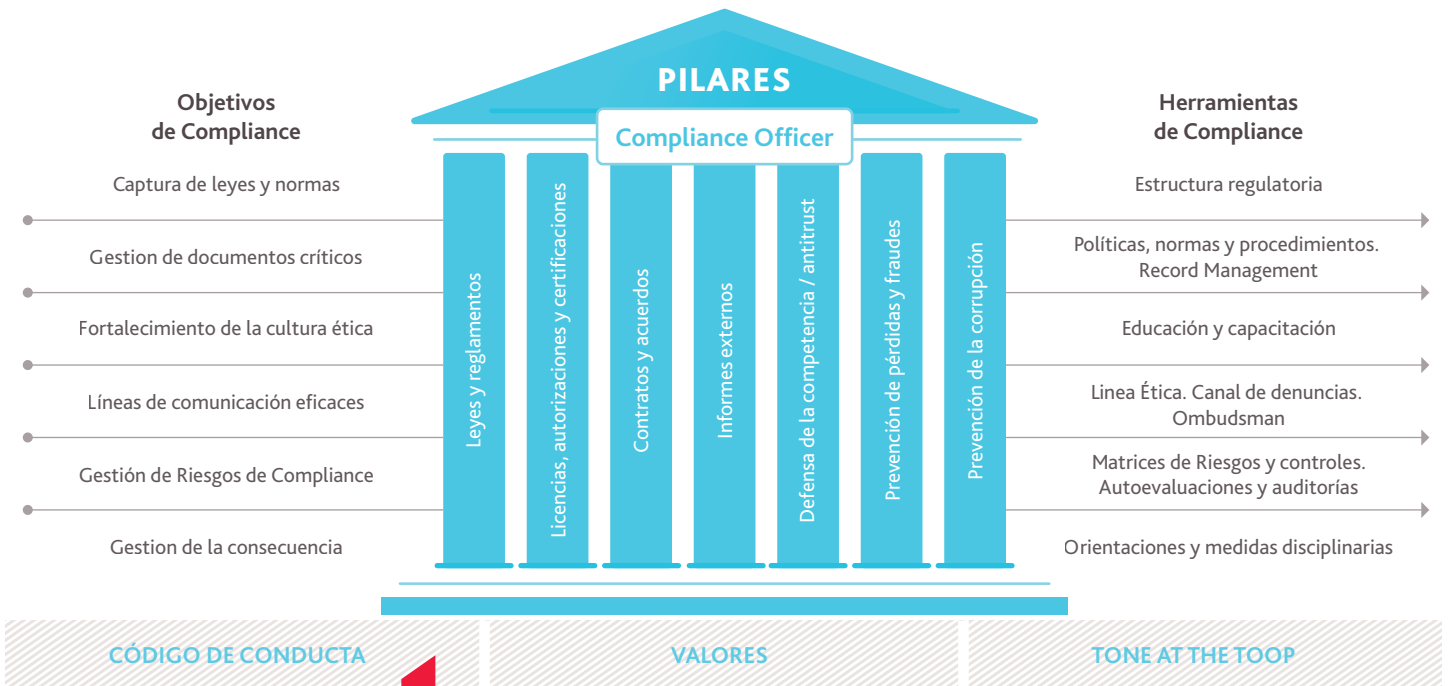 PILARES
Compliance Officer
Objetivos
de Compliance
Captura de leyes y normas
Gestion de documentos críticos
Fortalecimiento de la cultura ética
Líneas de comunicación eficaces
Gestión de Riesgos de Compliance
Gestion de la consecuencia
Leyes y reglamentos
Licencias, autorizaciones y certificaciones
Contratos y acuerdos
Informes externos
Defensa de la competencia / antitrust
Prevención de pérdidas y fraudes
Prevención de la corrupción
Herramientas
de Compliance
Estructura regulatoria
Políticas, normas y procedimientos.
Record Management
Educación y capacitación
Linea Ética. Canal de denuncias.
Ombudsman
Matrices de Riesgos y controles.
Autoevaluaciones y auditorías
Orientaciones y medidas disciplinarias
CÓDIGO DE CONDUCTA
VALORES
TONE AT THE TOOP